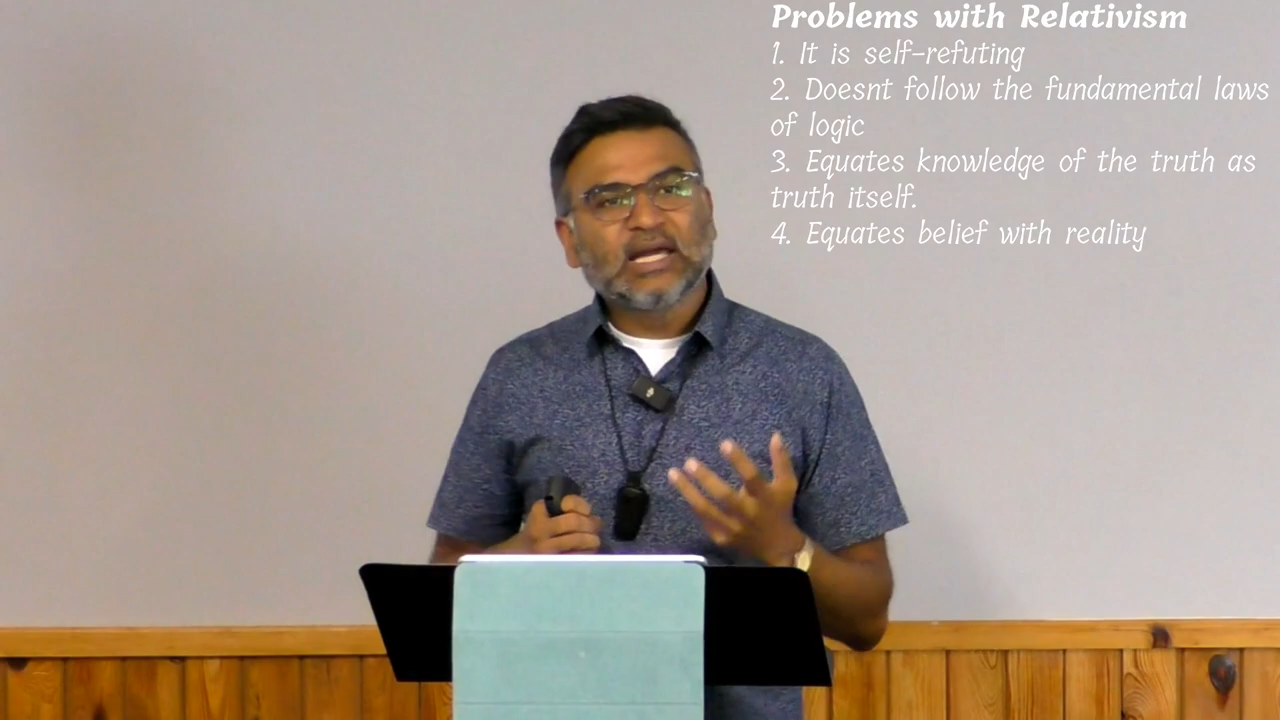 Problems with Relativism
1. It is self-refuting
2. Doesnt follow the fundamental laws
of logic
3. Equates knowledge of the truth as
truth itself.
4. Equates belief with reality